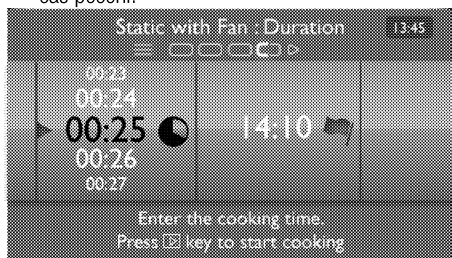 Static with Fan : Duration
13:45
00:23
00:24
00:25
14:10
00:26
00:27
Enter the cooking time.
Press key to start cooking